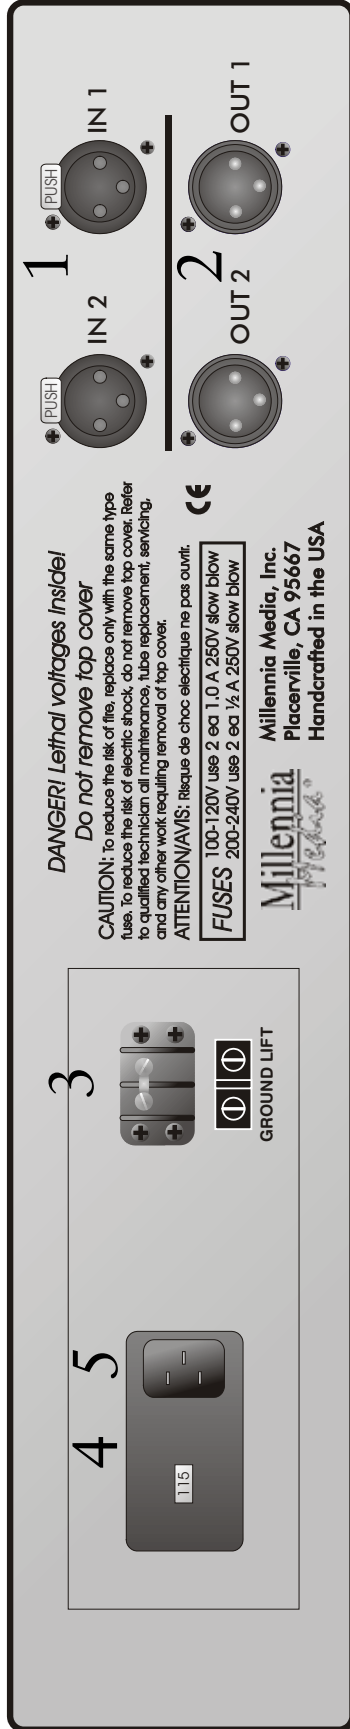 4
5
115
3
GROUND LIFT
DANGER! Lethal voltages Inside!
Do not remove top cover
CAUTION: To reduce the risk of fire, replace only with the same type
fuse. To reduce the risk of electric shock, do not remove top cover. Refer
to qualified technician all maintenance, tube replacement, servicing,
and any other work requiring removal of top cover.
ATTENTION/AVIS: Risque de choc electrique ne pas ouvrir.
FUSES
100-120V use 2 ea 1.0 A 250V slow blow
200-240V use 2 ea ½ A 250V slow blow
CE
Millennia
Media
Millennia Media, Inc.
Placerville, CA 95667
Handcrafted in the USA
1
PUSH
IN 2
PUSH
IN 1
2
OUT 2
OUT 1